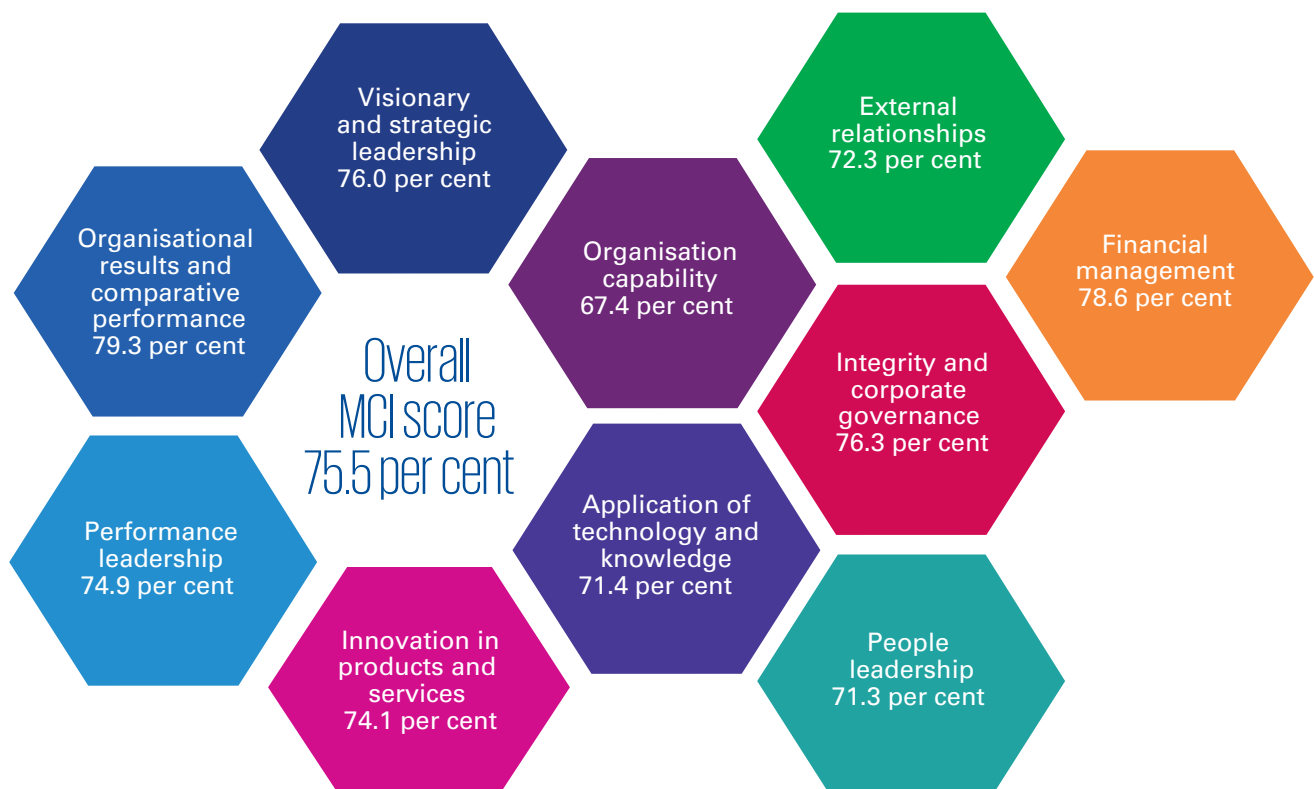 Visionary
and strategic
leadership
76.0 per cent
External
relationships
72.3 per cent
Organisational
results and
comparative
performance
79.3 per cent
Organisation
capability
67.4 per cent
Financial
management
78.6 per cent
Overall
MCI score
75.5 per cent
Integrity and
corporate
governance
76.3 per cent
Performance
leadership
74.9 per cent
Application of
technology and
knowledge
71.4 per cent
Innovation in
products and
services
74.1 per cent
People
leadership
71.3 per cent